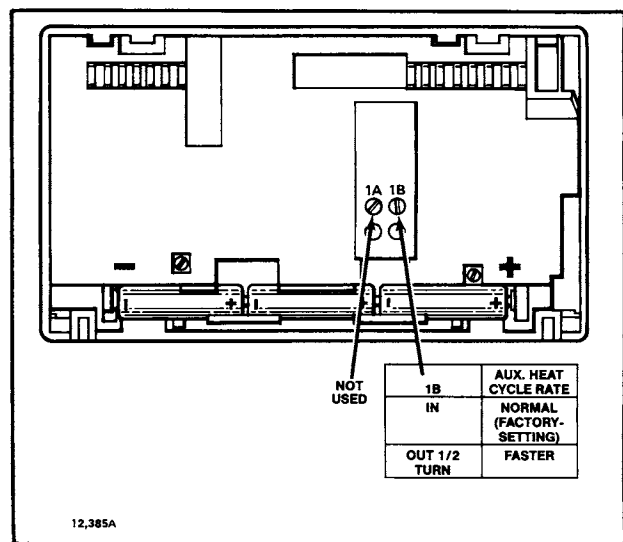 1A 1B
− +
− + − + − +
NOT
USED
1B AUX. HEAT
CYCLE RATE
IN NORMAL
(FACTORY-
SETTING)
OUT 1/2
TURN FASTER
12,385A